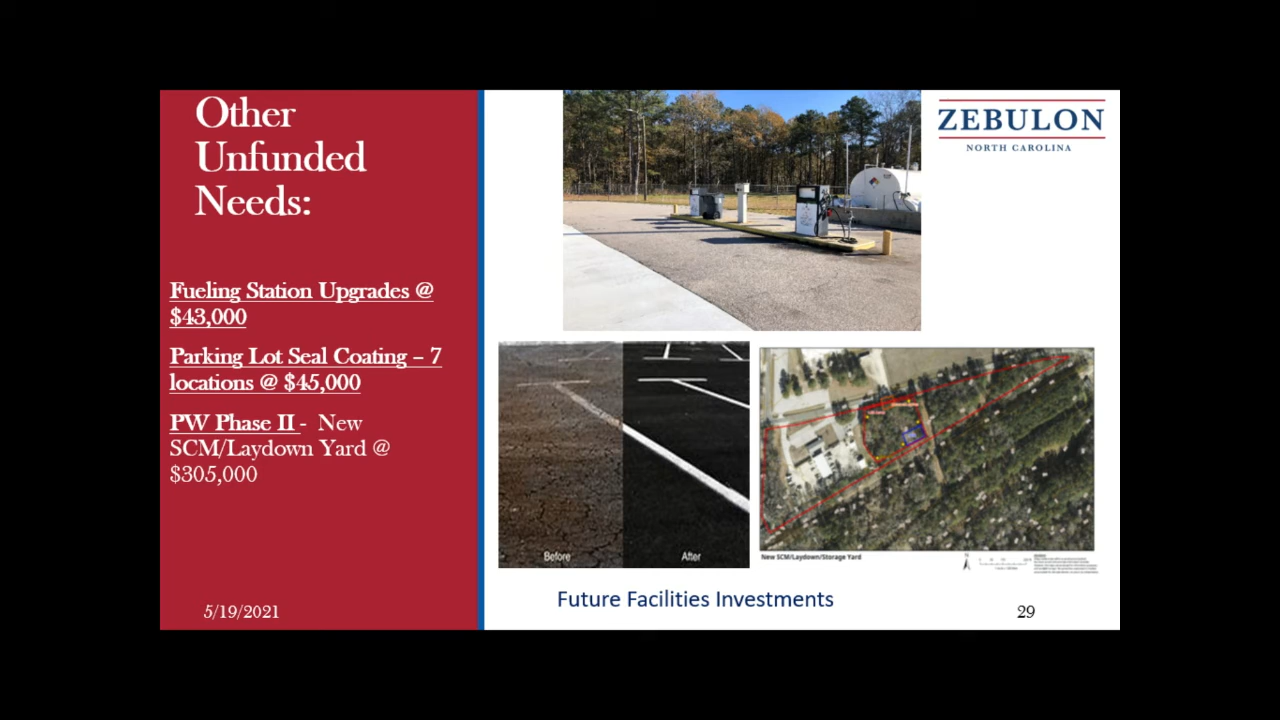 Other
Unfunded
Needs:
Fueling Station Upgrades @
$43,000
Parking Lot Seal Coating – 7
locations @ $45,000
PW Phase II - New
SCM/Laydown Yard @
$305,000
5/19/2021
ZEBULON
NORTH CAROLINA
Before
After
New SCM/Laydown/Storage Yard
N
Future Facilities Investments
29